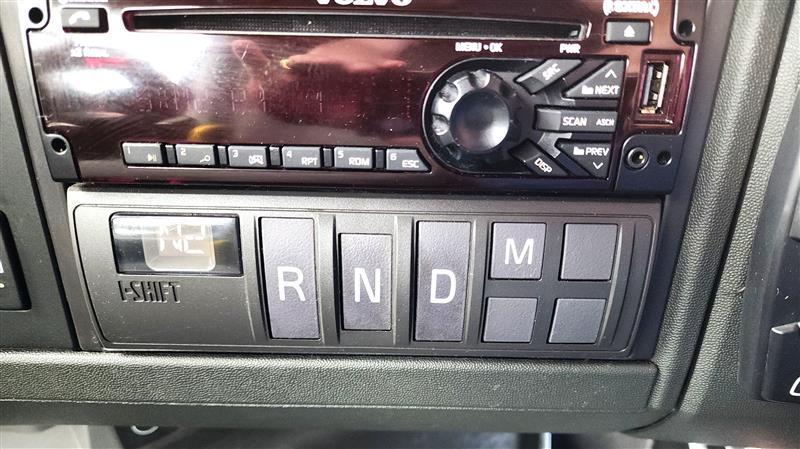 VOLVO
MENU • OK
PWR
SRC
NEXT
SCAN
ASCN
PREV
DISP
1
2
3
4 RPT
5 RDM
6 ESC
I-SHIFT
R
N
D
M